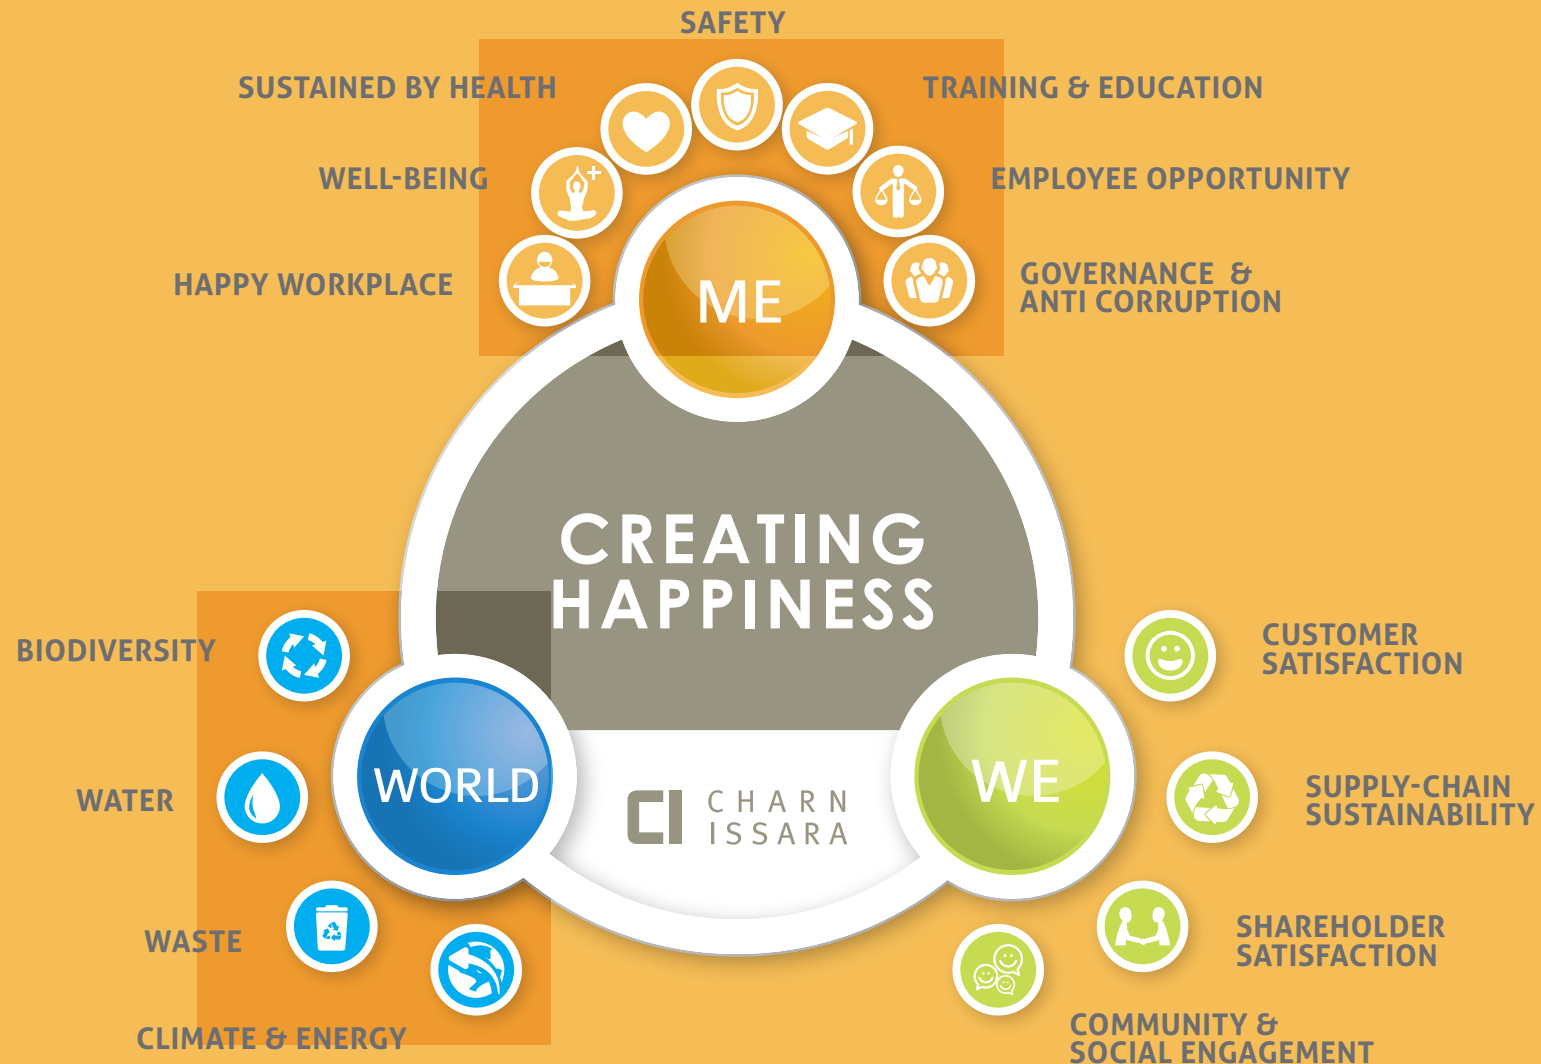 SAFETY
SUSTAINED BY HEALTH
TRAINING & EDUCATION
WELL-BEING
EMPLOYEE OPPORTUNITY
HAPPY WORKPLACE
GOVERNANCE &
ANTI CORRUPTION
ME
CREATING
HAPPINESS
BIODIVERSITY
CUSTOMER
SATISFACTION
WORLD
WE
WATER
SUPPLY-CHAIN
SUSTAINABILITY
CI CHARN
ISSARA
WASTE
SHAREHOLDER
SATISFACTION
CLIMATE & ENERGY
COMMUNITY &
SOCIAL ENGAGEMENT